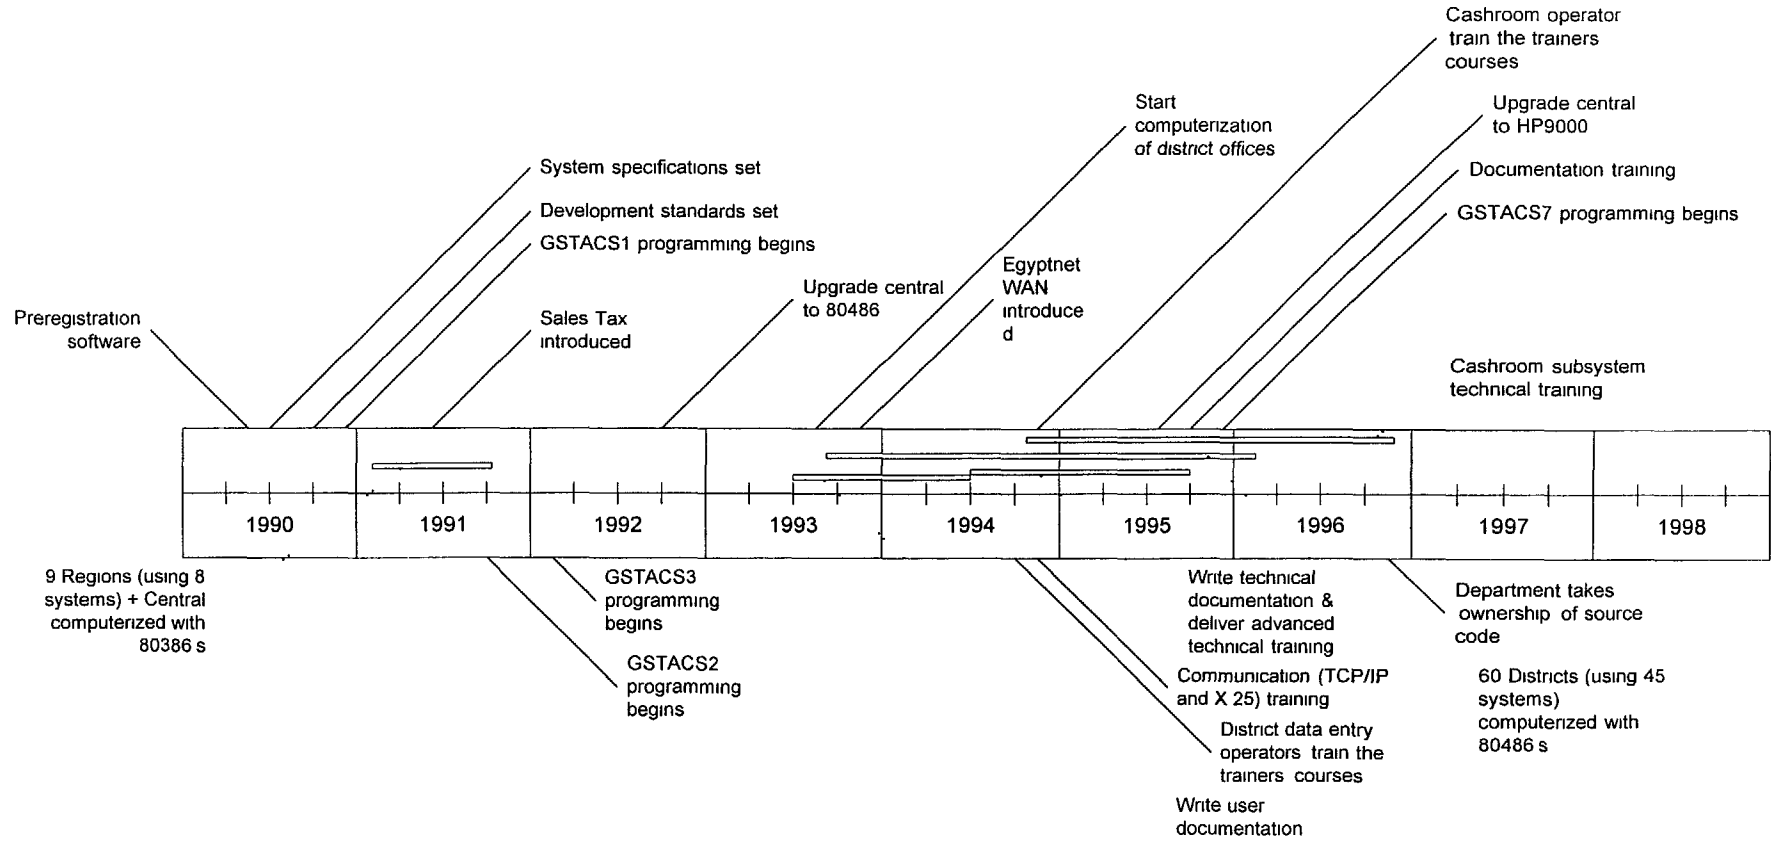 Cashroom operator
train the trainers
courses
Start
computerization
of district offices
Upgrade central
to HP9000
System specifications set
Documentation training
Development standards set
GSTACS7 programming begins
GSTACS1 programming begins
Egyptnet
WAN
introduce
d
Upgrade central
to 80486
Preregistration
software
Sales Tax
introduced
Cashroom subsystem
technical training
1990
1991
1992
1993
1994
1995
1996
1997
1998
9 Regions (using 8
systems) + Central
computerized with
80386 s
GSTACS3
programming
begins
GSTACS2
programming
begins
Write technical
documentation &
deliver advanced
technical training
Communication (TCP/IP
and X 25) training
District data entry
operators train the
trainers courses
Write user
documentation
Department takes
ownership of source
code
60 Districts (using 45
systems)
computerized with
80486 s